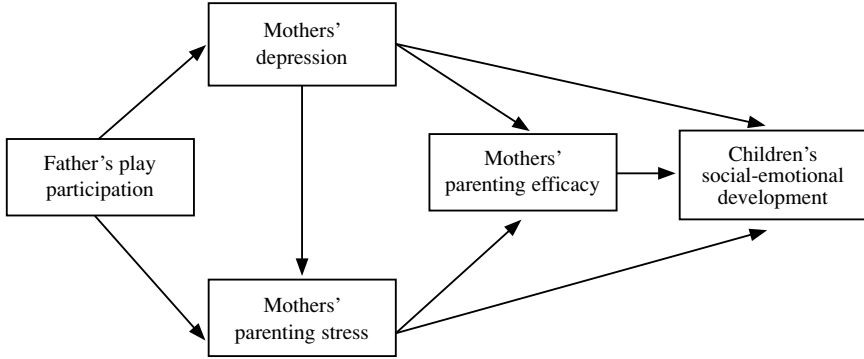 Mothers'
depression
Father's play
participation
Mothers'
parenting efficacy
Children's
social-emotional
development
Mothers'
parenting stress